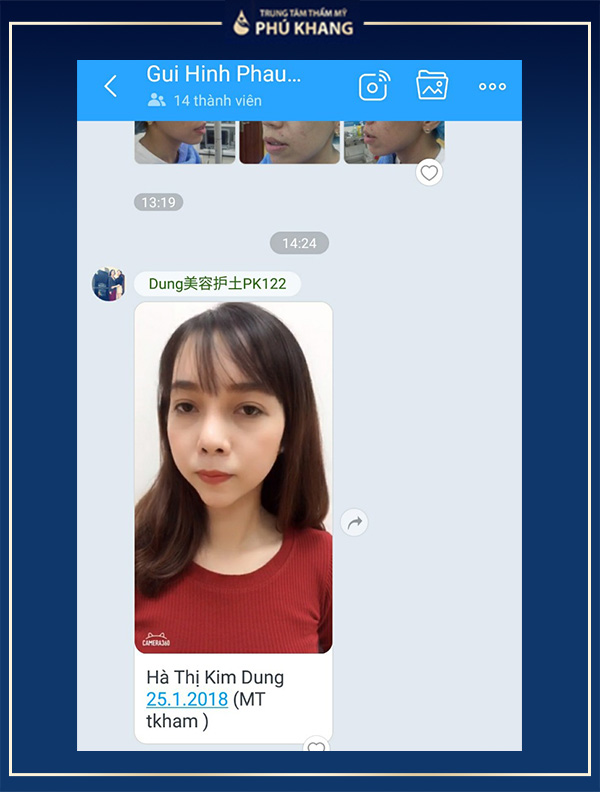 TRUNG TÂM THẨM MỸ
PHÚ KHANG
Gui Hinh Phau...
14 thành viên
13:19
14:24
Dung美容护士PK122
CAMERA360
Hà Thị Kim Dung
25.1.2018 (MT
tkham )